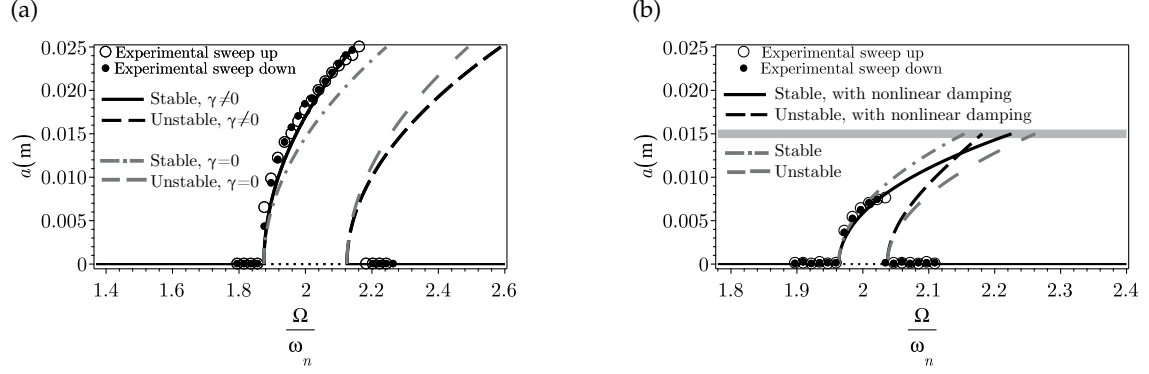 (a)
0.025
0.020
0.015
0.010
0.005
0
a(m)
Experimental sweep up
Experimental sweep down
Stable, γ≠0
Unstable, γ≠0
Stable, γ=0
Unstable, γ=0
1.4 1.6 1.8 2 2.2 2.4 2.6
Ω
ω n
(b)
0.025
0.020
0.015
0.010
0.005
0
a(m)
Experimental sweep up
Experimental sweep down
Stable, with nonlinear damping
Unstable, with nonlinear damping
Stable
Unstable
1.8 1.9 2 2.1 2.2 2.3 2.4
Ω
ω n